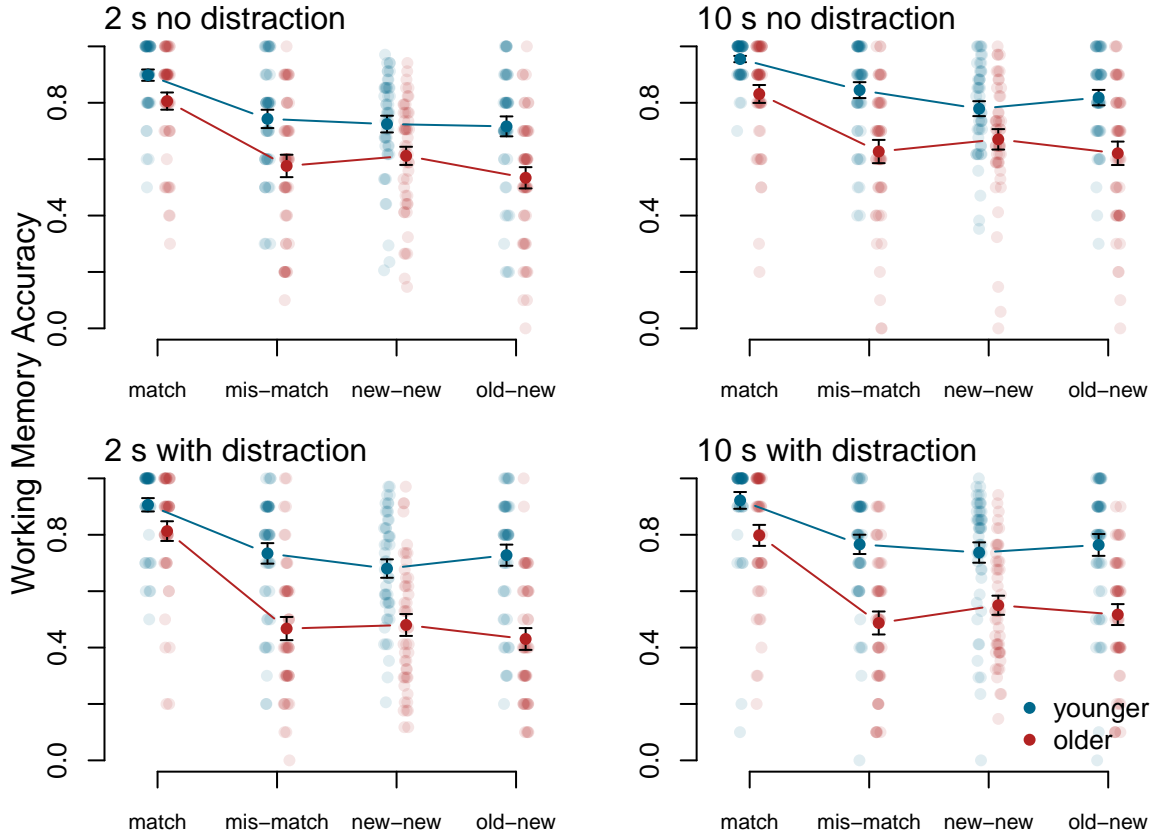 2 s no distraction
0.0 0.4 0.8
match mis−match new−new old−new
10 s no distraction
0.0 0.4 0.8
match mis−match new−new old−new
Working Memory Accuracy
2 s with distraction
0.0 0.4 0.8
match mis−match new−new old−new
10 s with distraction
0.0 0.4 0.8
younger
older
match mis−match new−new old−new